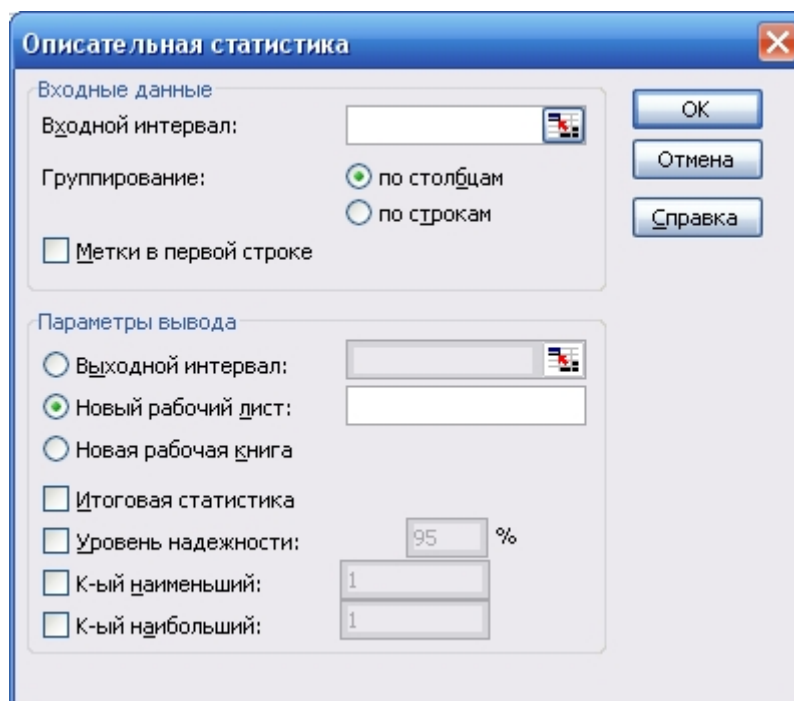 Описательная статистика
Входные данные
Входной интервал:
Группирование:
по столбцам
по строкам
Метки в первой строке
OK
Отмена
Справка
Параметры вывода
Выходной интервал:
Новый рабочий лист:
Новая рабочая книга
Итоговая статистика
Уровень надежности: 95 %
К-ый наименьший: 1
К-ый наибольший: 1